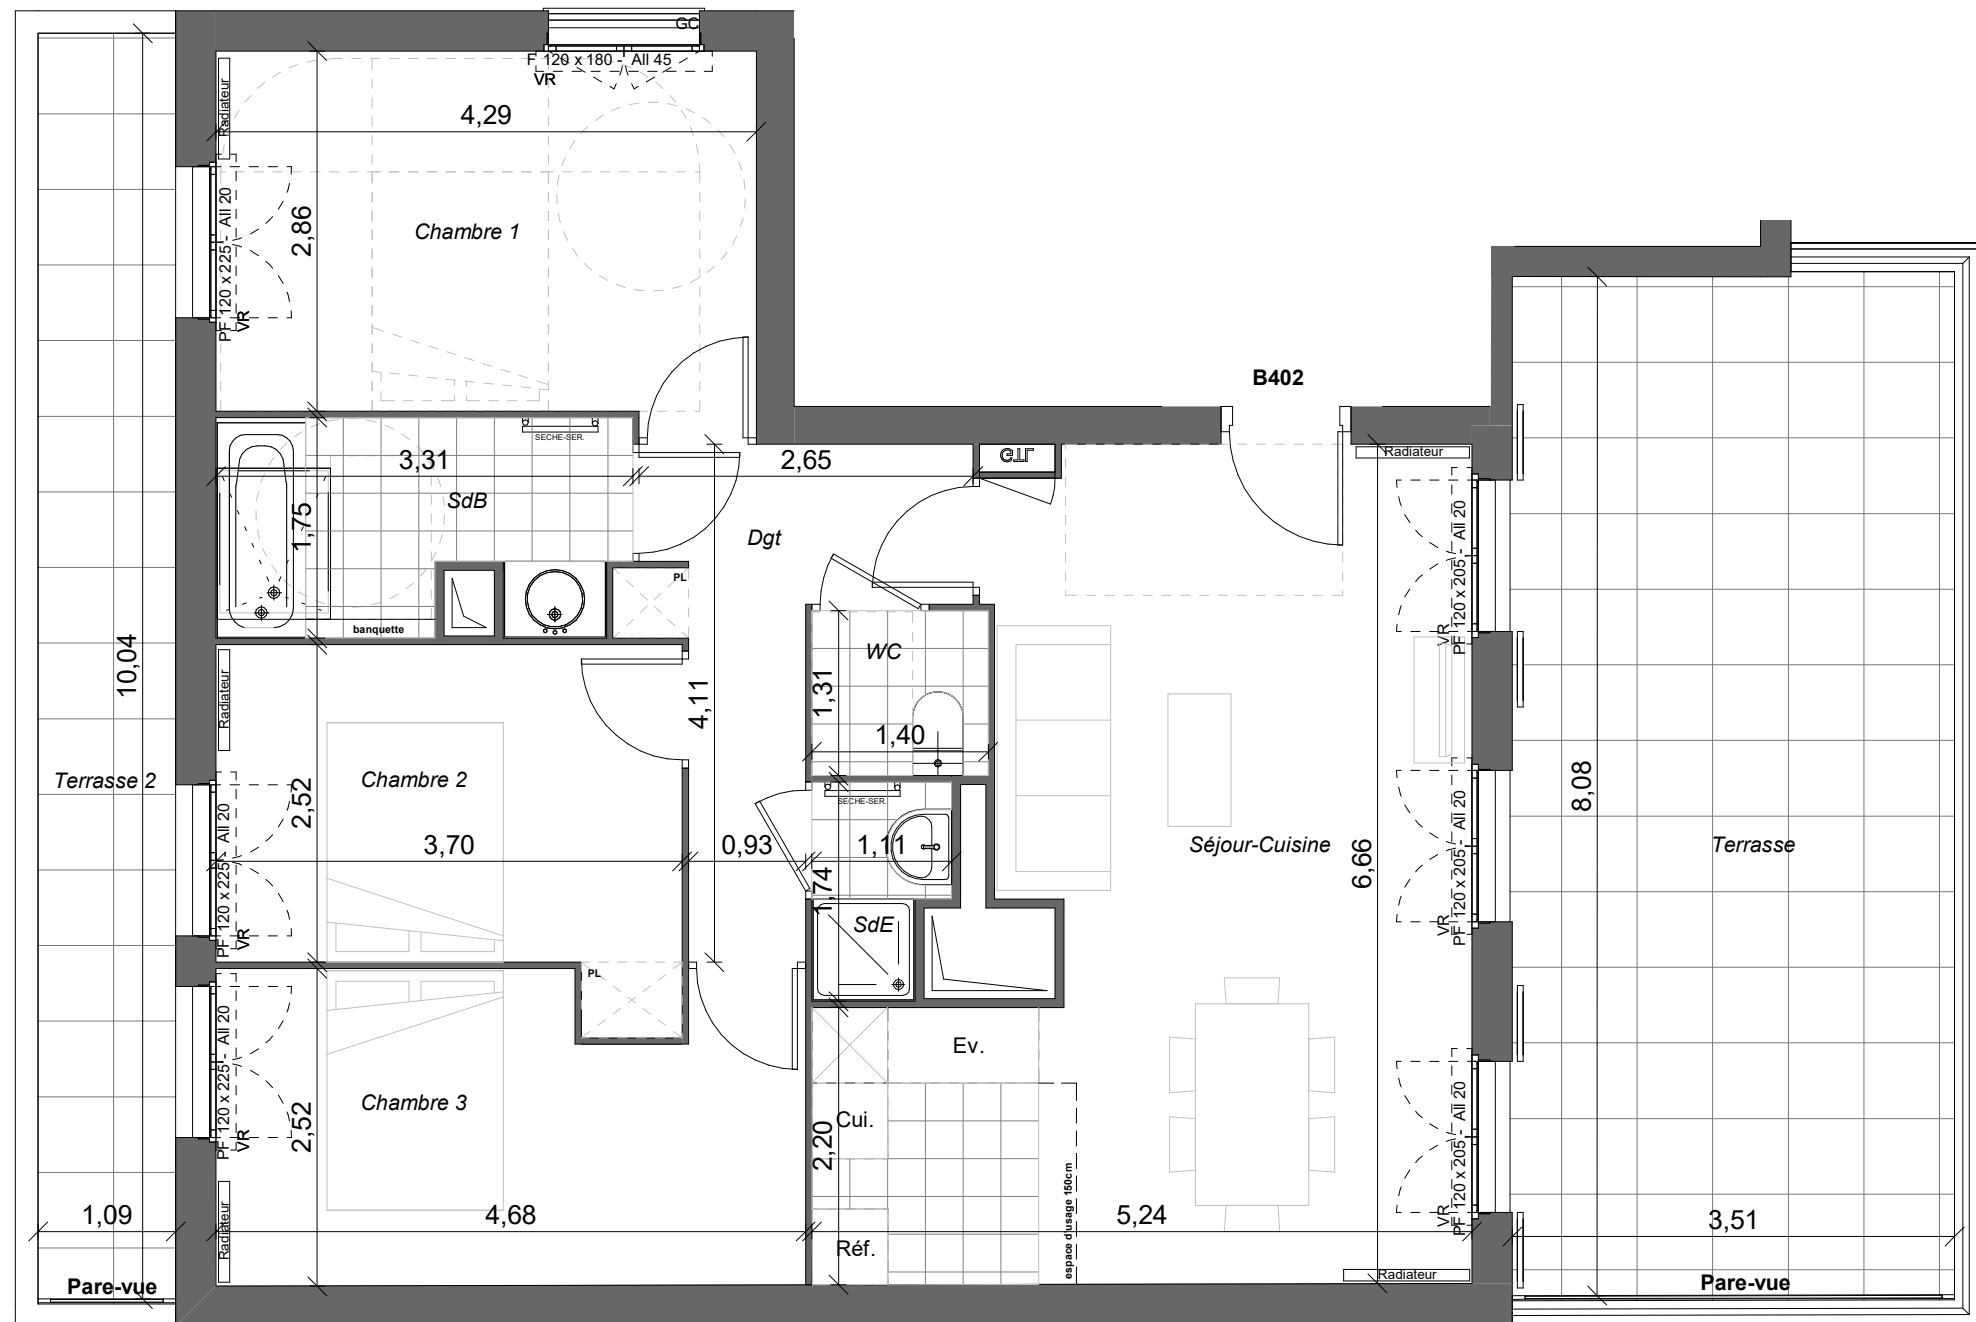 GC
F 120 x 180 - All 45
VR
Radiateur
4,29
2,86
Chambre 1
PF 120 x 225 - All 20
VR
B402
SECHE-SER.
3,31
2,65
GTL
Radiateur
SdB
1,75
Dgt
PL
banquette
PF 120 x 205 - All 20
VR
10,04
Terrasse 2
Radiateur
4,11
WC
1,31
1,40
Chambre 2
2,52
3,70
0,93
PF 120 x 225 - All 20
VR
SECHE-SER.
1,11
1,74
SdE
Séjour-Cuisine
6,66
PF 120 x 205 - All 20
VR
8,08
Terrasse
PL
Chambre 3
2,52
PF 120 x 225 - All 20
VR
Ev.
Cui.
2,20
Réf.
espace d'usage 150cm
PF 120 x 205 - All 20
VR
1,09
4,68
5,24
3,51
Radiateur
Radiateur
Pare-vue
Pare-vue